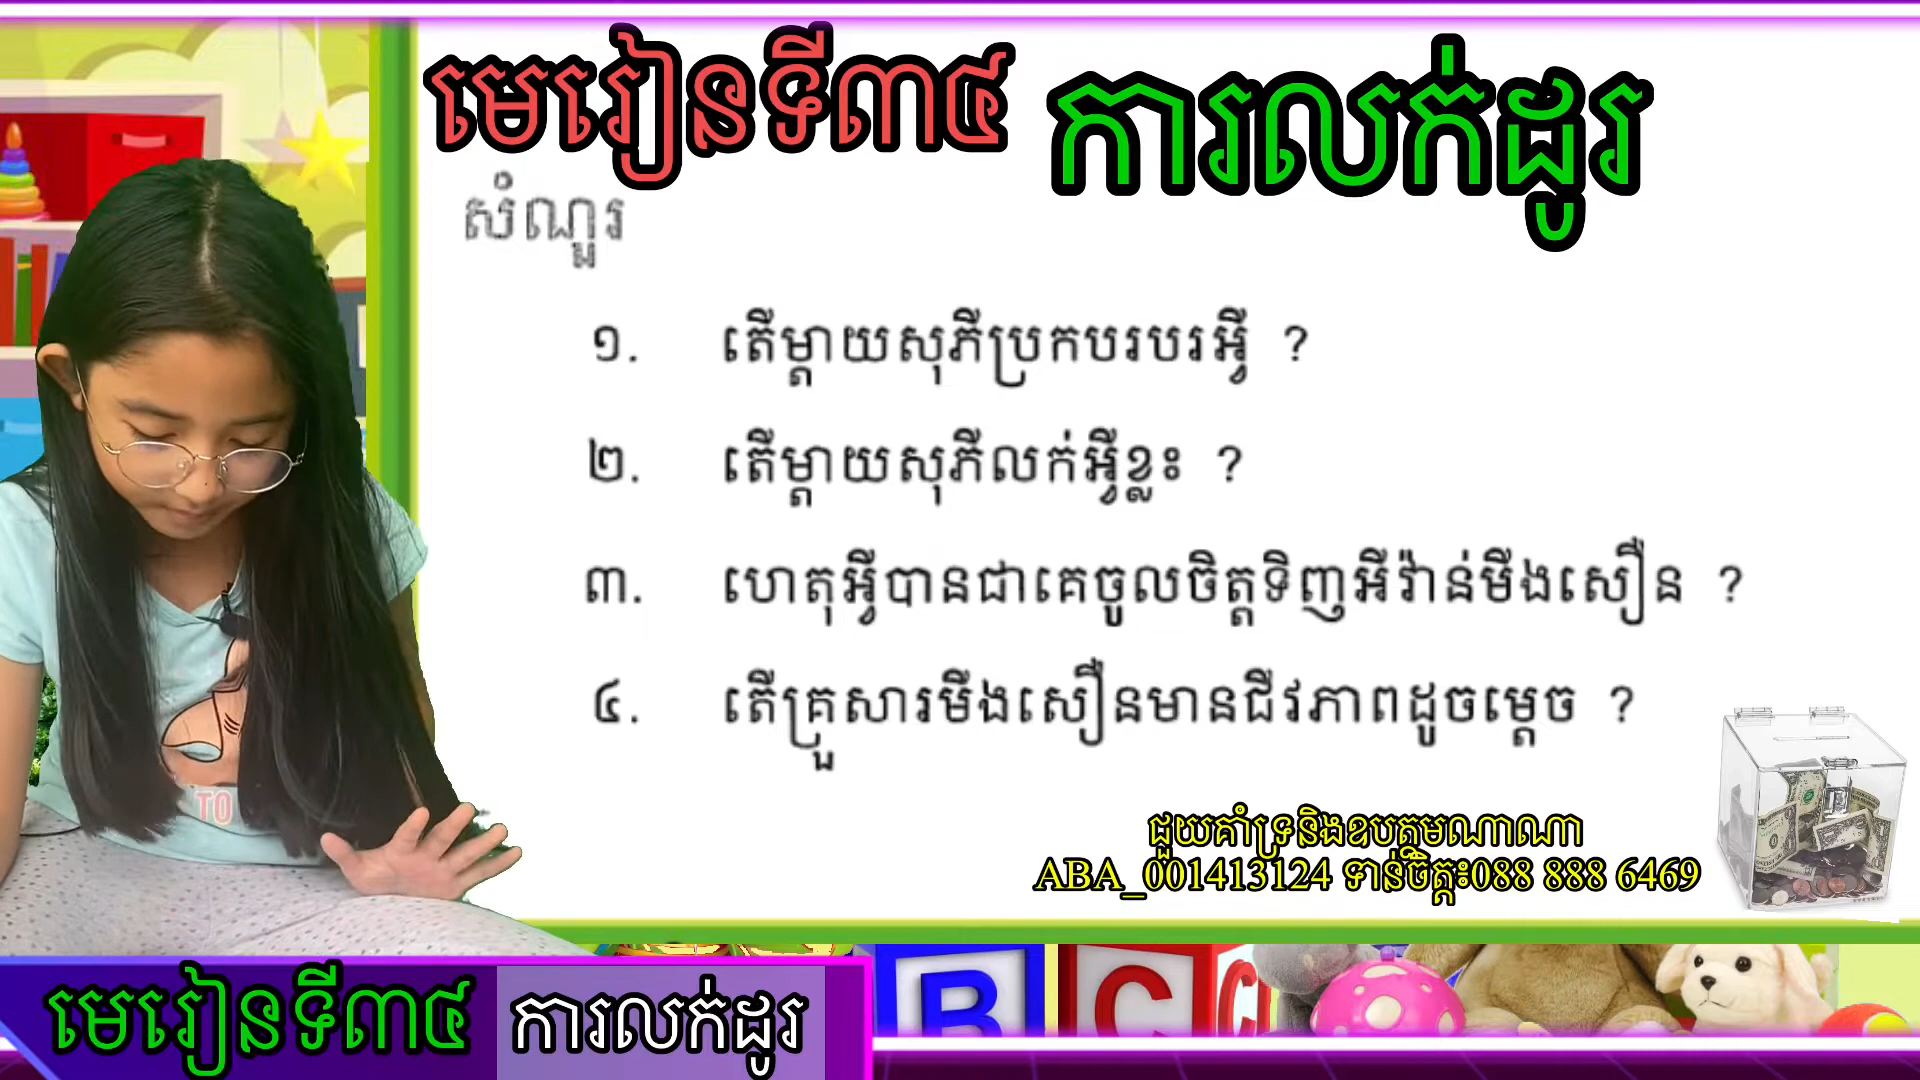 មេរៀនទី៣៤ ការលក់ដូរ
សំណួរ
១. តើម្ដាយសុភីប្រកបរបរអ្វី ?
២. តើម្ដាយសុភីលក់អ្វីខ្លះ ?
៣. ហេតុអ្វីបានជាគេចូលចិត្តទិញអីវ៉ាន់មីងសឿន ?
៤. តើគ្រួសារមីងសឿនមានជីវភាពដូចម្ដេច ?
ជួយគាំទ្រនិងឧបត្ថមណាណា
ABA_001413124 ទាន់ចិត្ត៖088 888 6469
TO
B C C
មេរៀនទី៣៤ ការលក់ដូរ